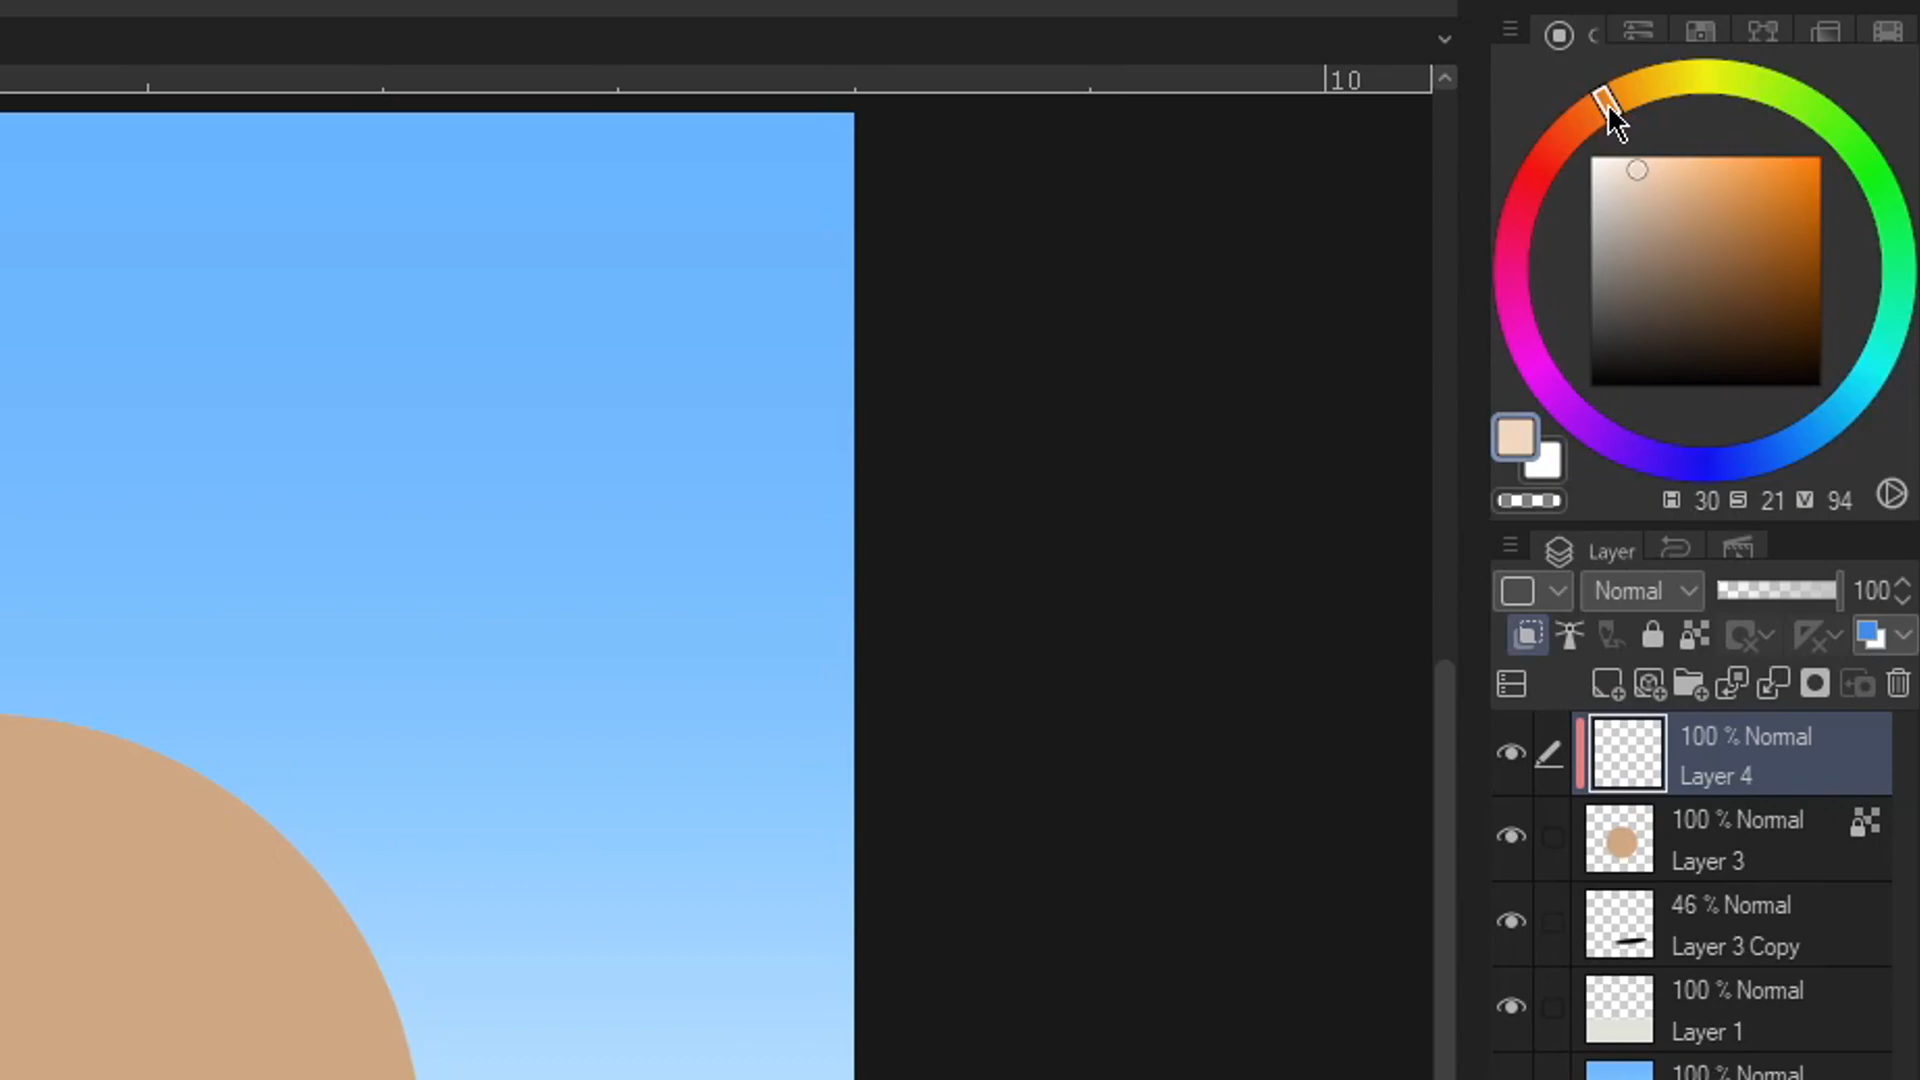 10
H 30 S 21 V 94
Layer
Normal 100
100 % Normal
Layer 4
100 % Normal
Layer 3
46 % Normal
Layer 3 Copy
100 % Normal
Layer 1
100 % Normal